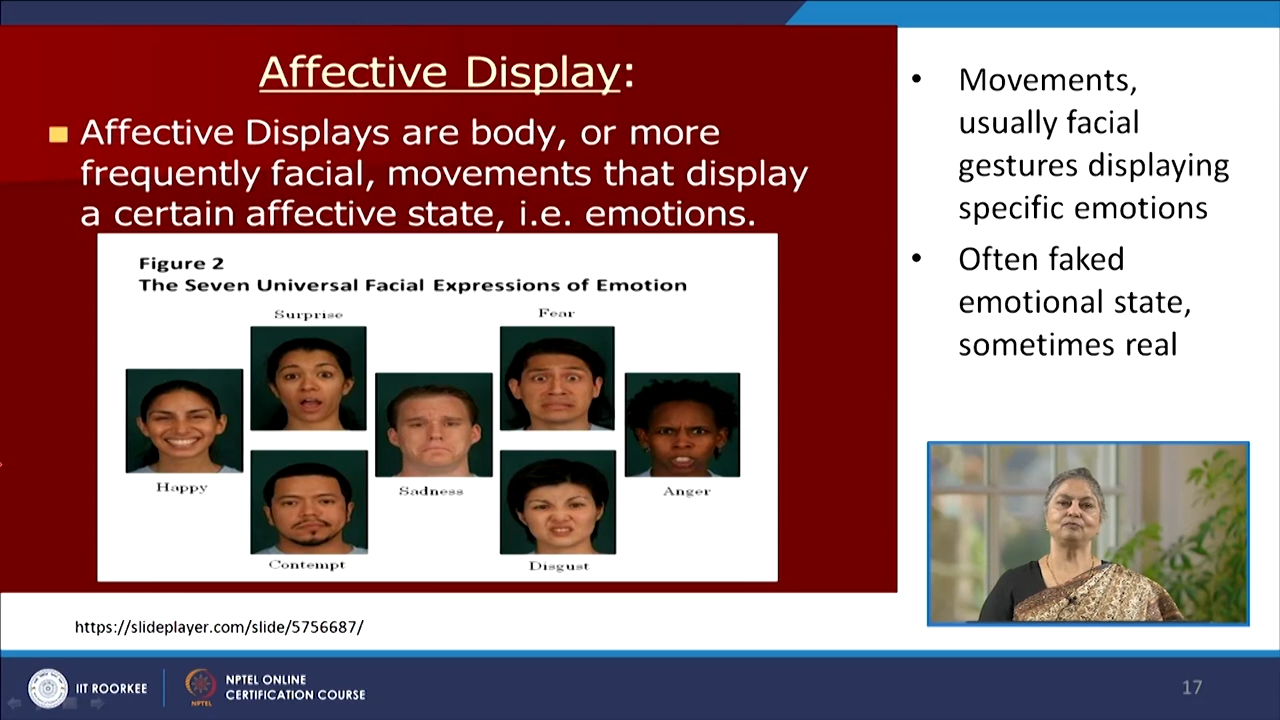 Affective Display:
Affective Displays are body, or more
frequently facial, movements that display
a certain affective state, i.e. emotions.
Figure 2
The Seven Universal Facial Expressions of Emotion
Surprise
Fear
Happy
Sadness
Anger
Contempt
Disgust
https://slideplayer.com/slide/5756687/
• Movements,
usually facial
gestures displaying
specific emotions
• Often faked
emotional state,
sometimes real
IIT ROORKEE
NPTEL
NPTEL ONLINE
CERTIFICATION COURSE
17